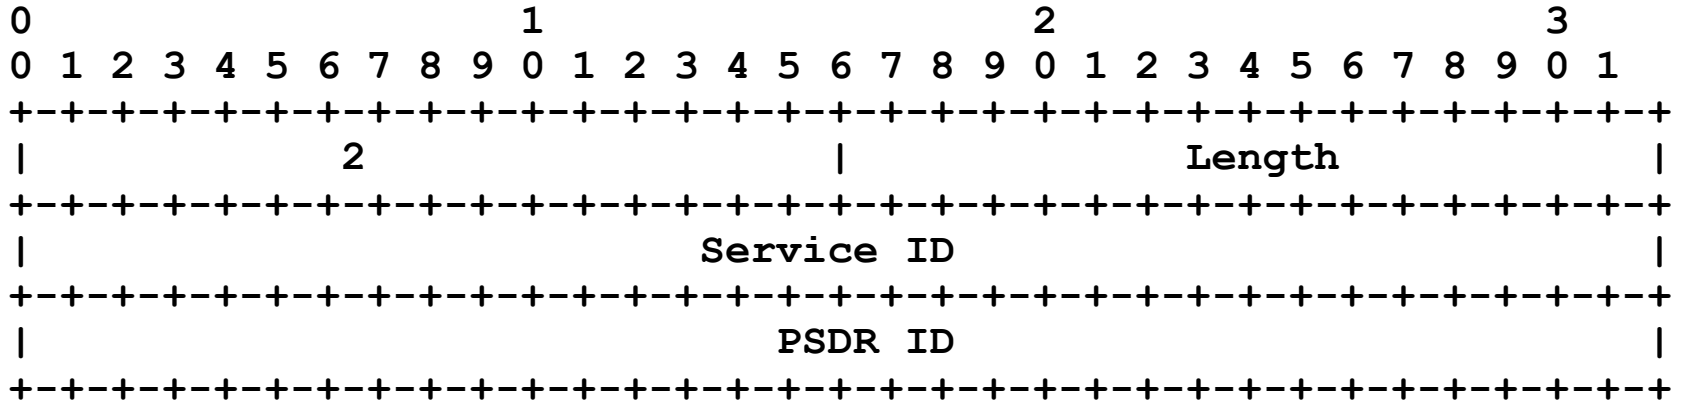 0                   1                   2                   3
0 1 2 3 4 5 6 7 8 9 0 1 2 3 4 5 6 7 8 9 0 1 2 3 4 5 6 7 8 9 0 1
+-+-+-+-+-+-+-+-+-+-+-+-+-+-+-+-+-+-+-+-+-+-+-+-+-+-+-+-+-+-+-+-+
|            2                  |             Length            |
+-+-+-+-+-+-+-+-+-+-+-+-+-+-+-+-+-+-+-+-+-+-+-+-+-+-+-+-+-+-+-+-+
|                          Service ID                           |
+-+-+-+-+-+-+-+-+-+-+-+-+-+-+-+-+-+-+-+-+-+-+-+-+-+-+-+-+-+-+-+-+
|                             PSDR ID                           |
+-+-+-+-+-+-+-+-+-+-+-+-+-+-+-+-+-+-+-+-+-+-+-+-+-+-+-+-+-+-+-+-+